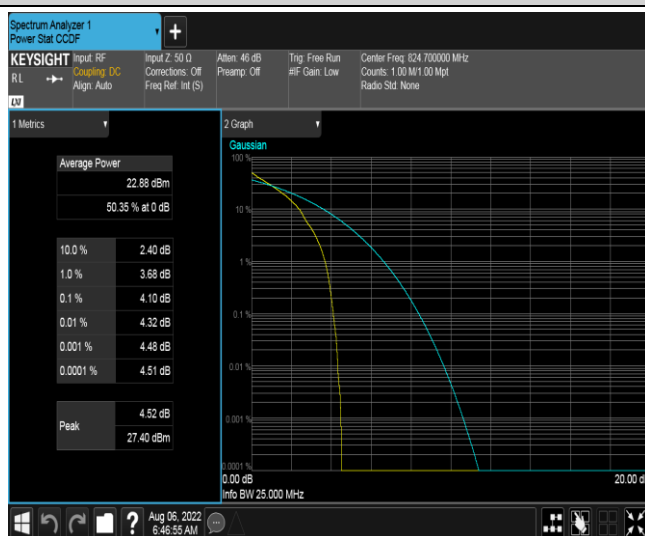 Spectrum Analyzer 1
Power Stat CCDF
KEYSIGHT
RL
LXI
Input: RF
Coupling: DC
Align: Auto
Input Z: 50 Ω
Corrections: Off
Freq Ref: Int (S)
Atten: 46 dB
Preamp: Off
Trig: Free Run
#IF Gain: Low
Center Freq: 824.700000 MHz
Counts: 1.00 M/1.00 Mpt
Radio Std: None
1 Metrics
Average Power
22.88 dBm
50.35 % at 0 dB
10.0 % 2.40 dB
1.0 % 3.68 dB
0.1 % 4.10 dB
0.01 % 4.32 dB
0.001 % 4.48 dB
0.0001 % 4.51 dB
Peak
4.52 dB
27.40 dBm
2 Graph
Gaussian
100 %
10 %
1 %
0.1 %
0.01 %
0.001 %
0.0001 %
0.00 dB
20.00 d
Info BW 25.000 MHz
Aug 06, 2022
6:46:55 AM